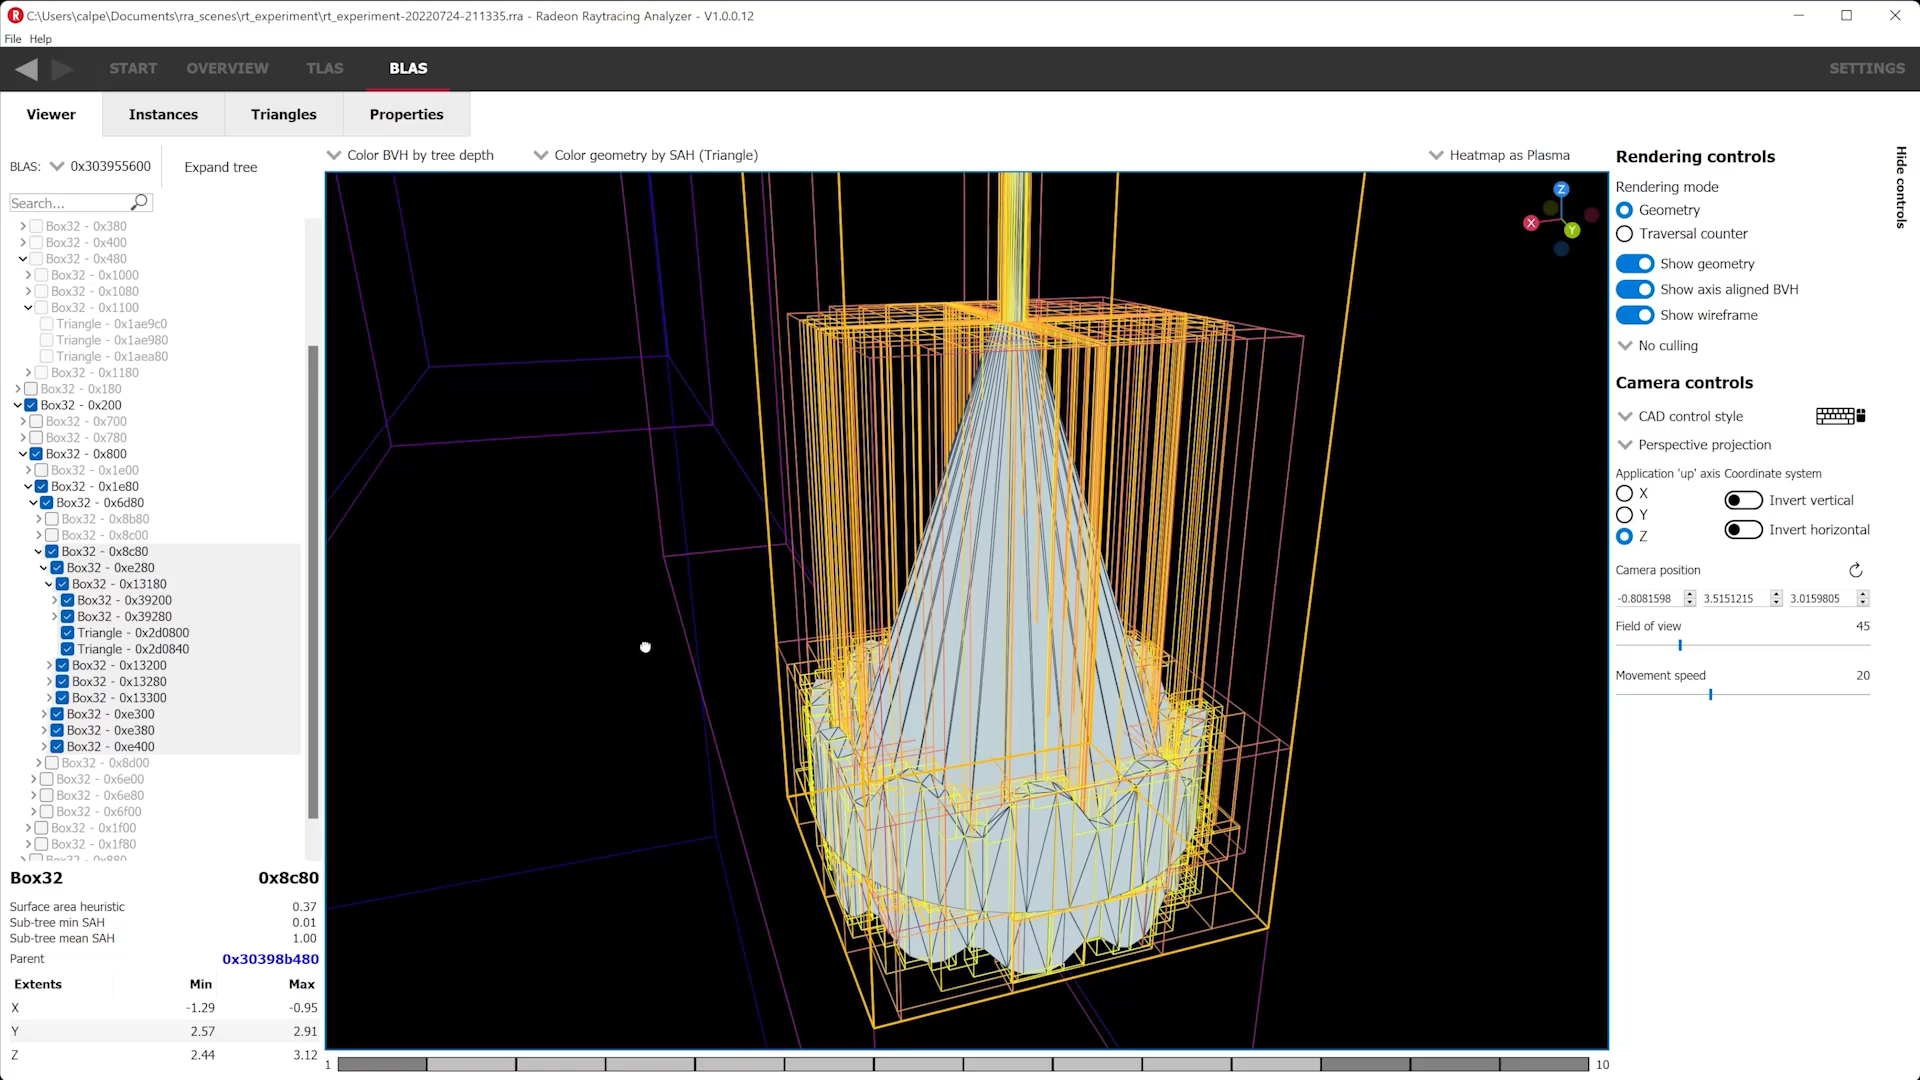 C:\Users\calpe\Documents\rra_scenes\rt_experiment\rt_experiment-20220724-211335.rra - Radeon Raytracing Analyzer - V1.0.0.12
File Help
START OVERVIEW TLAS BLAS SETTINGS
Viewer Instances Triangles Properties
BLAS: 0x303955600 Expand tree
Search...
Box32 - 0x380
Box32 - 0x400
Box32 - 0x480
Box32 - 0x1000
Box32 - 0x1080
Box32 - 0x1100
Triangle - 0x1ae9c0
Triangle - 0x1ae980
Triangle - 0x1aea80
Box32 - 0x1180
Box32 - 0x180
Box32 - 0x200
Box32 - 0x700
Box32 - 0x780
Box32 - 0x800
Box32 - 0x1e00
Box32 - 0x1e80
Box32 - 0x6d80
Box32 - 0x8b80
Box32 - 0x8c00
Box32 - 0x8c80
Box32 - 0xe280
Box32 - 0x13180
Box32 - 0x39200
Box32 - 0x39280
Triangle - 0x2d0800
Triangle - 0x2d0840
Box32 - 0x13200
Box32 - 0x13280
Box32 - 0x13300
Box32 - 0xe300
Box32 - 0xe380
Box32 - 0xe400
Box32 - 0x8d00
Box32 - 0x6e00
Box32 - 0x6e80
Box32 - 0x6f00
Box32 - 0x1f00
Box32 - 0x1f80
Box32 - 0x880
Box32 0x8c80
Surface area heuristic 0.37
Sub-tree min SAH 0.01
Sub-tree mean SAH 1.00
Parent 0x30398b480
Extents Min Max
X -1.29 -0.95
Y 2.57 2.91
Z 2.44 3.12
Color BVH by tree depth Color geometry by SAH (Triangle) Heatmap as Plasma
Z
X
Y
1 10
Rendering controls
Rendering mode
Geometry
Traversal counter
Show geometry
Show axis aligned BVH
Show wireframe
No culling
Camera controls
CAD control style
Perspective projection
Application 'up' axis Coordinate system
X Invert vertical
Y
Z Invert horizontal
Camera position
-0.8081598 3.5151215 3.0159805
Field of view 45
Movement speed 20
Hide controls